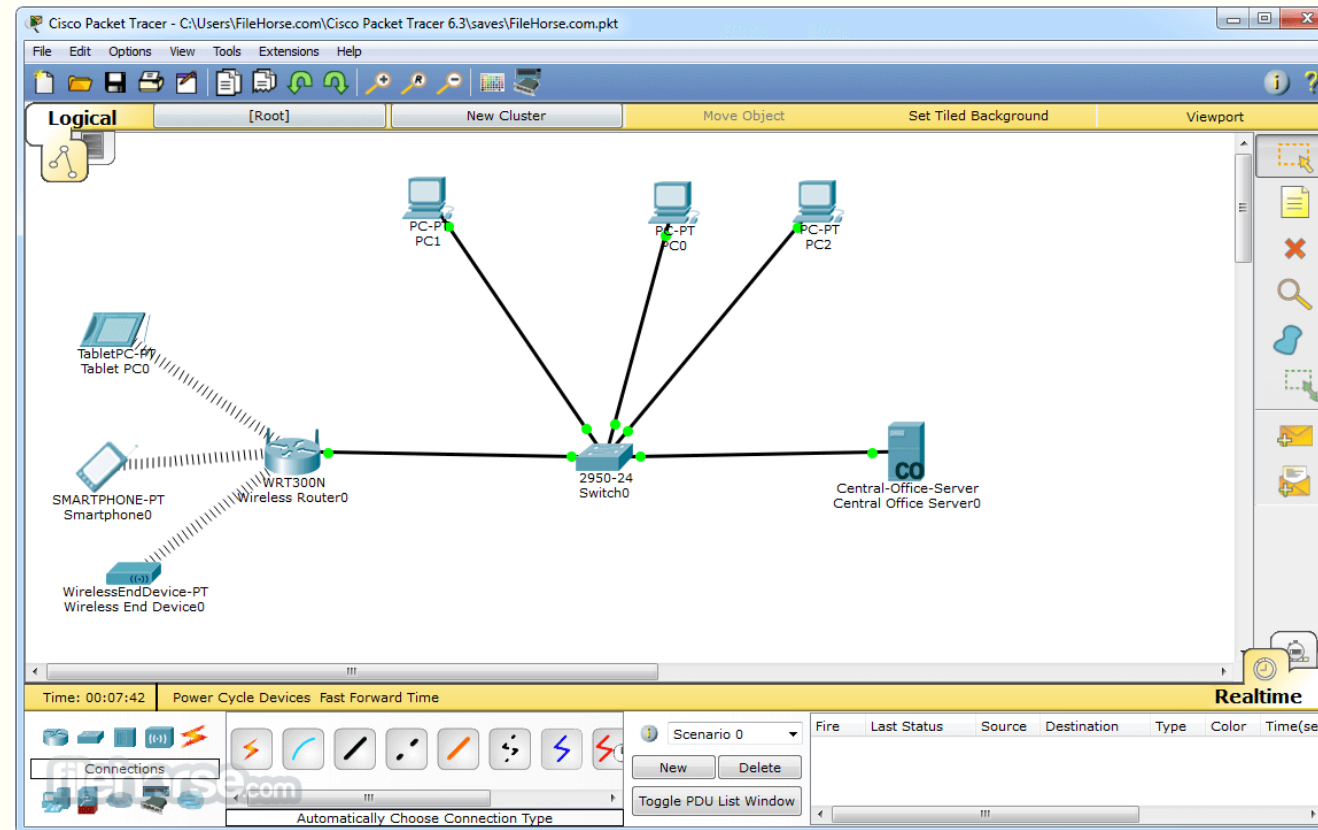 Cisco Packet Tracer - C:\Users\FileHorse.com\Cisco Packet Tracer 6.3\saves\FileHorse.com.pkt
File Edit Options View Tools Extensions Help
Logical [Root] New Cluster Move Object Set Tiled Background Viewport
PC-PT
PC1
PC-PT
PC0
PC-PT
PC2
TabletPC-PT
Tablet PC0
SMARTPHONE-PT
Smartphone0
WRT300N
Wireless Router0
2950-24
Switch0
CO
Central-Office-Server
Central Office Server0
WirelessEndDevice-PT
Wireless End Device0
Time: 00:07:42 Power Cycle Devices Fast Forward Time Realtime
Connections
Scenario 0
New Delete
Toggle PDU List Window
Fire Last Status Source Destination Type Color Time(se
Automatically Choose Connection Type
filehorse.com